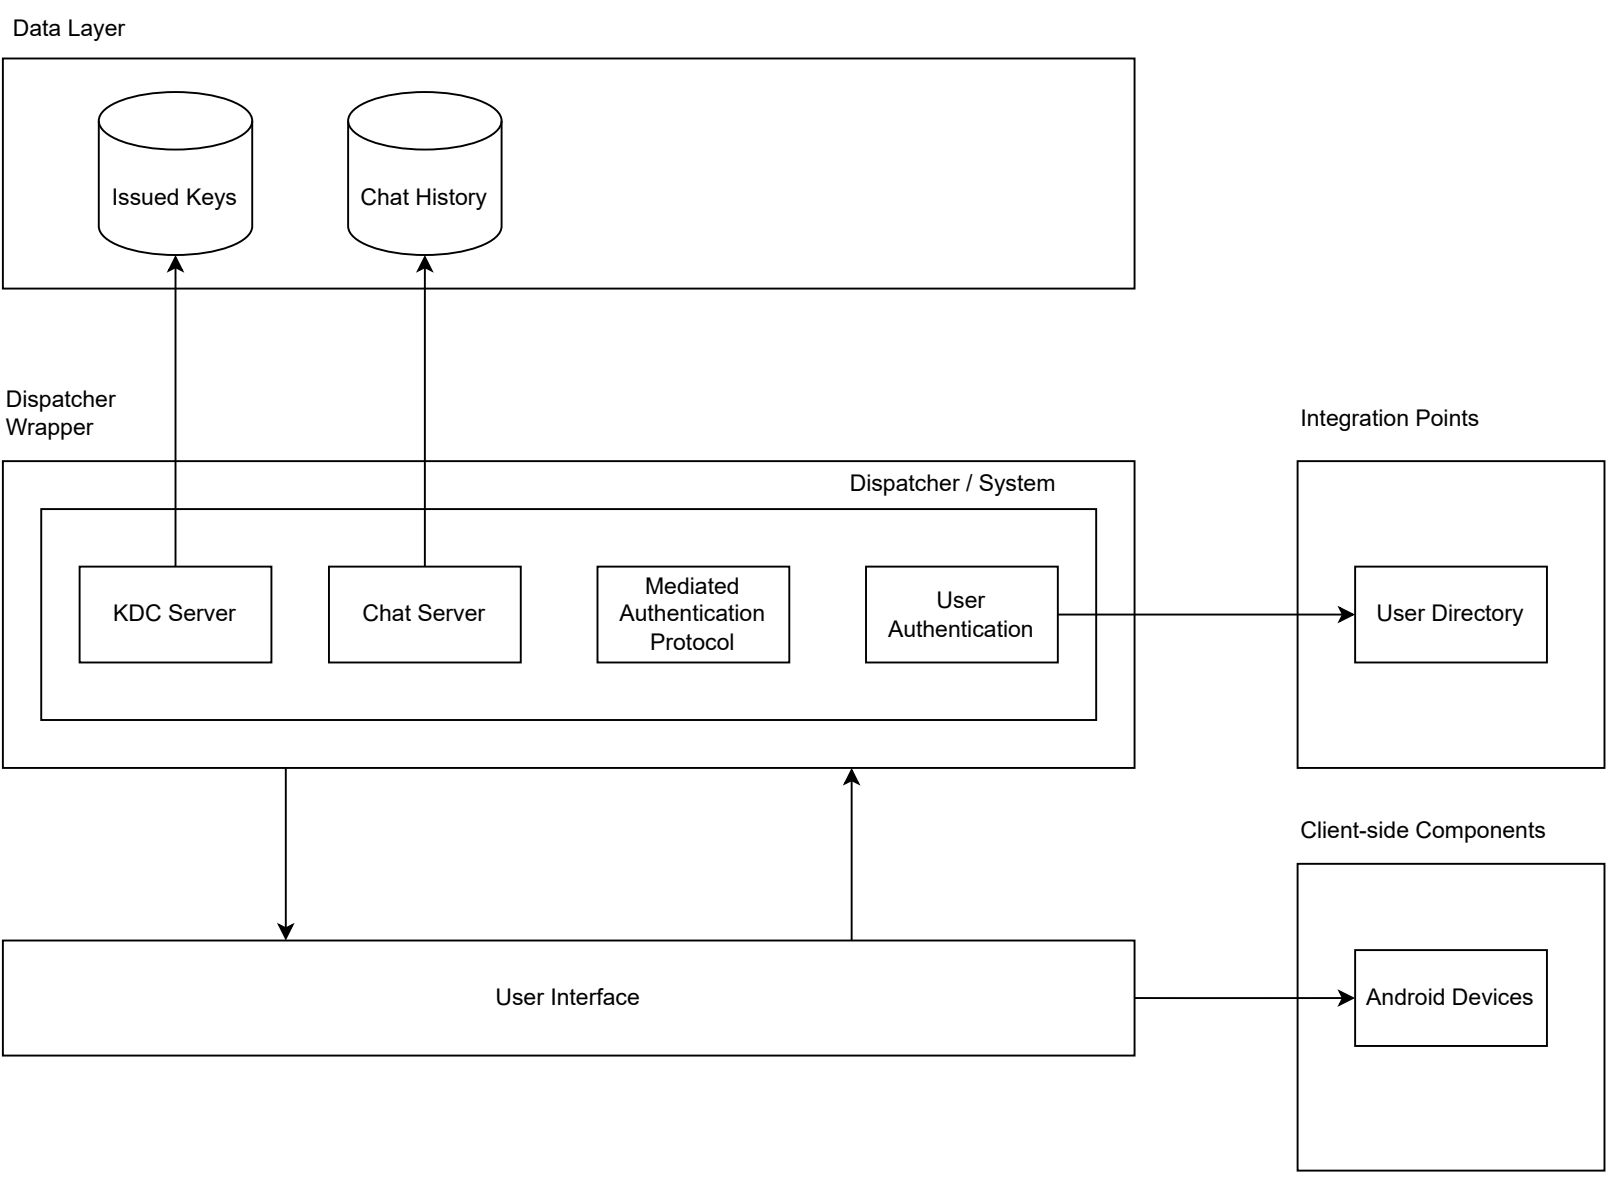 Data Layer
Issued Keys
Chat History
Dispatcher
Wrapper
Integration Points
Dispatcher / System
KDC Server
Chat Server
Mediated
Authentication
Protocol
User
Authentication
User Directory
Client-side Components
User Interface
Android Devices